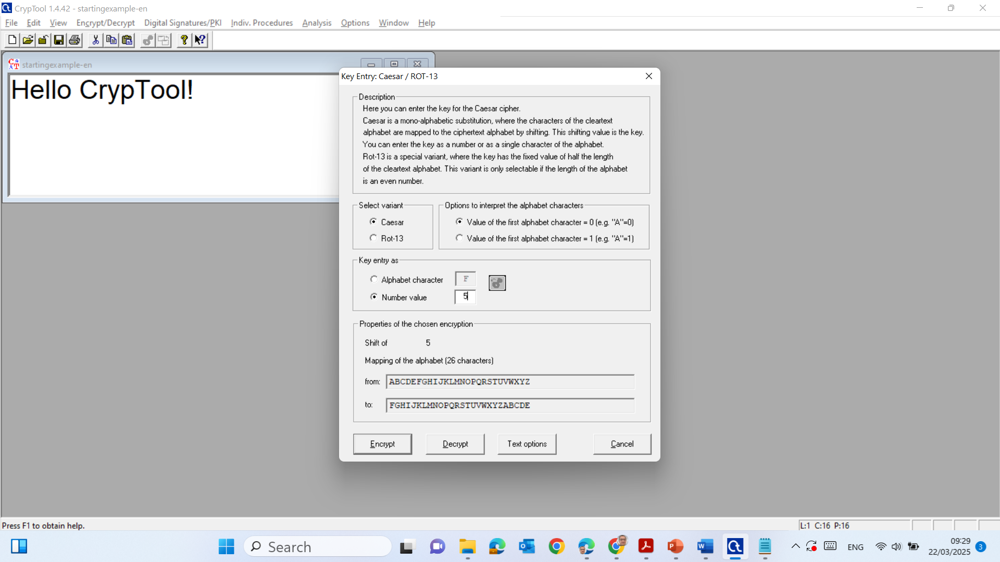 CrypTool 1.4.42 - startingexample-en
File Edit View Encrypt/Decrypt Digital Signatures/PKI Indiv. Procedures Analysis Options Window Help
startingexample-en
Hello CrypTool!
Key Entry: Caesar / ROT-13
Description
Here you can enter the key for the Caesar cipher.
Caesar is a mono-alphabetic substitution, where the characters of the cleartext
alphabet are mapped to the ciphertext alphabet by shifting. This shifting value is the key.
You can enter the key as a number or as a single character of the alphabet.
Rot-13 is a special variant, where the key has the fixed value of half the length
of the cleartext alphabet. This variant is only selectable if the length of the alphabet
is an even number.
Select variant
Caesar
Rot-13
Options to interpret the alphabet characters
Value of the first alphabet character = 0 (e.g. "A"=0)
Value of the first alphabet character = 1 (e.g. "A"=1)
Key entry as
Alphabet character F
Number value 5
Properties of the chosen encryption
Shift of 5
Mapping of the alphabet (26 characters)
from: ABCDEFGHIJKLMNOPQRSTUVWXYZ
to: FGHIJKLMNOPQRSTUVWXYZABCDE
Encrypt Decrypt Text options Cancel
Press F1 to obtain help.
L:1 C:16 P:16
Search
ENG
09:29
22/03/2025
3